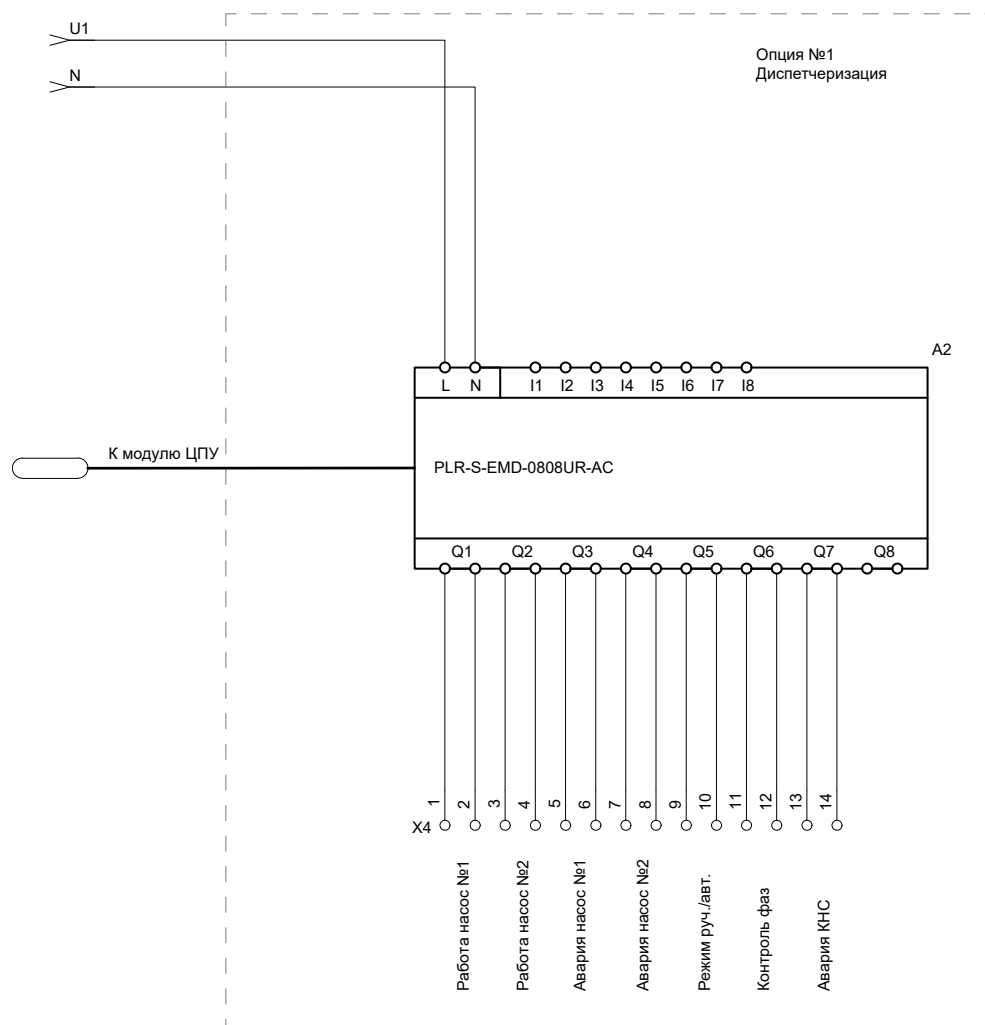 U1
N
Опция №1
Диспетчеризация
A2
L N I1 I2 I3 I4 I5 I6 I7 I8
К модулю ЦПУ
PLR-S-EMD-0808UR-AC
Q1 Q2 Q3 Q4 Q5 Q6 Q7 Q8
1 2 3 4 5 6 7 8 9 10 11 12 13 14
X4
Работа насос №1
Работа насос №2
Авария насос №1
Авария насос №2
Режим руч./авт.
Контроль фаз
Авария КНС